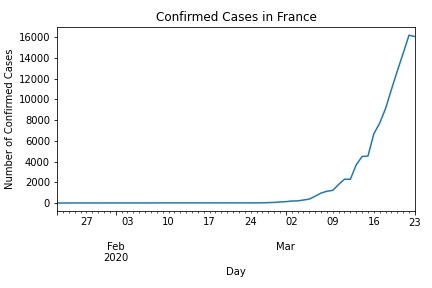 Confirmed Cases in France
16000
14000
12000
10000
8000
6000
4000
2000
0
Number of Confirmed Cases
27 03 10 17 24 02 09 16 23
Feb Mar
2020
Day